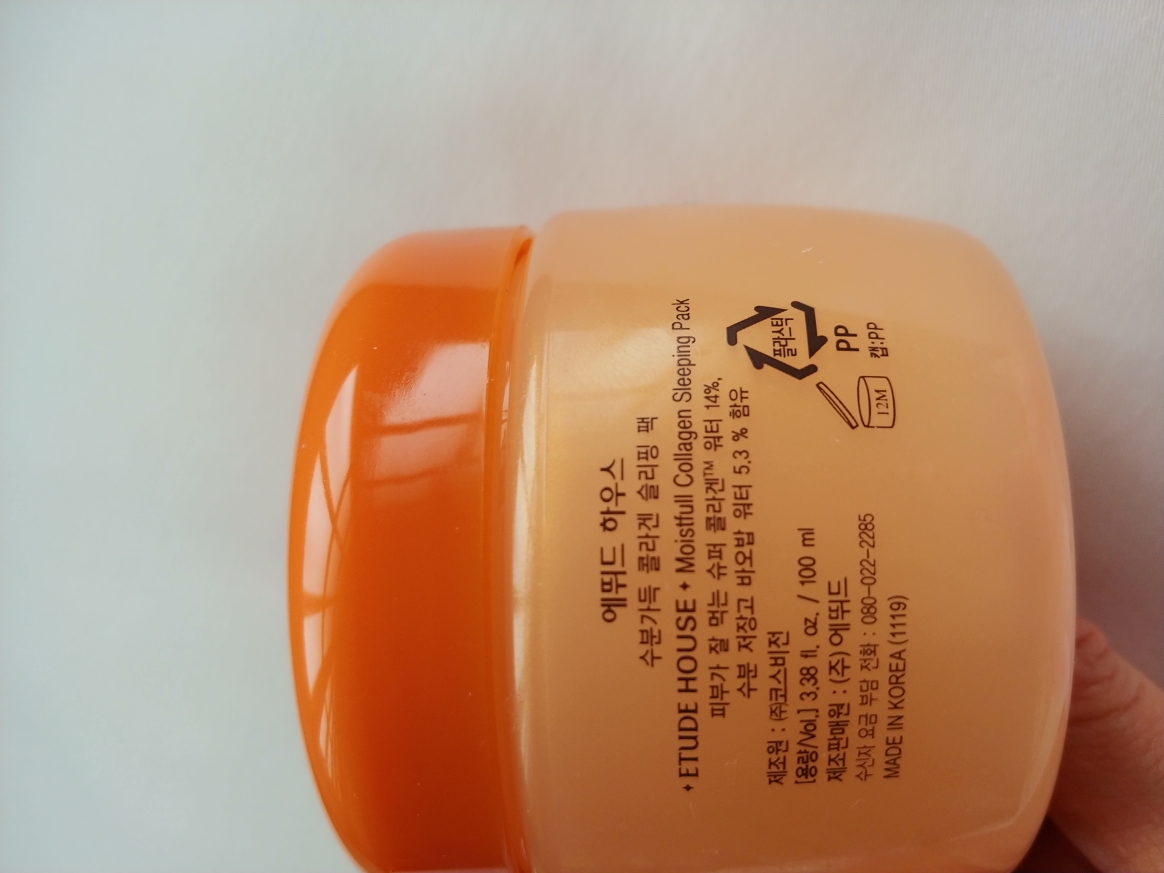 에뛰드 하우스
수분가득 콜라겐 슬리핑 팩
ETUDE HOUSE + Moistfull Collagen Sleeping Pack
피부가 잘 먹는 슈퍼 콜라겐™ 워터 14%,
수분 저장고 바오밥 워터 5.3 % 함유
제조원 : ㈜코스비전
[용량/Vol.] 3.38 fl. oz. / 100 ml
제조판매원 : (주)에뛰드
수신자 요금 부담 전화 : 080-022-2285
MADE IN KOREA (1119)
12M
플라스틱
PP
캡:PP